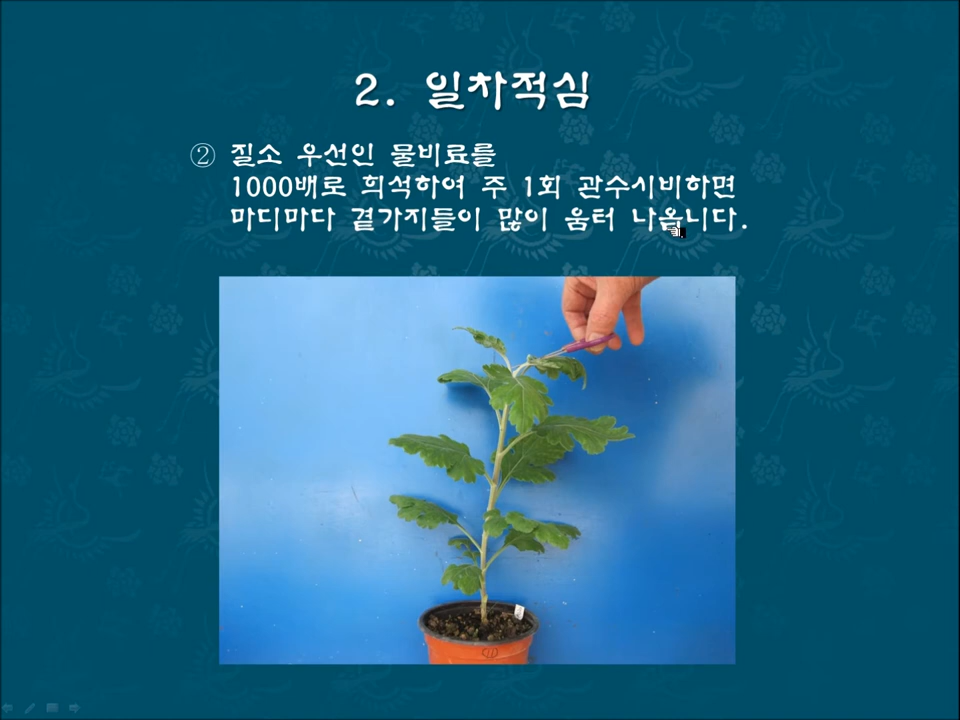 2. 일차적심
② 질소 우선인 물비료를
1000배로 희석하여 주 1회 관수시비하면
마디마다 곁가지들이 많이 움터 나옵니다.